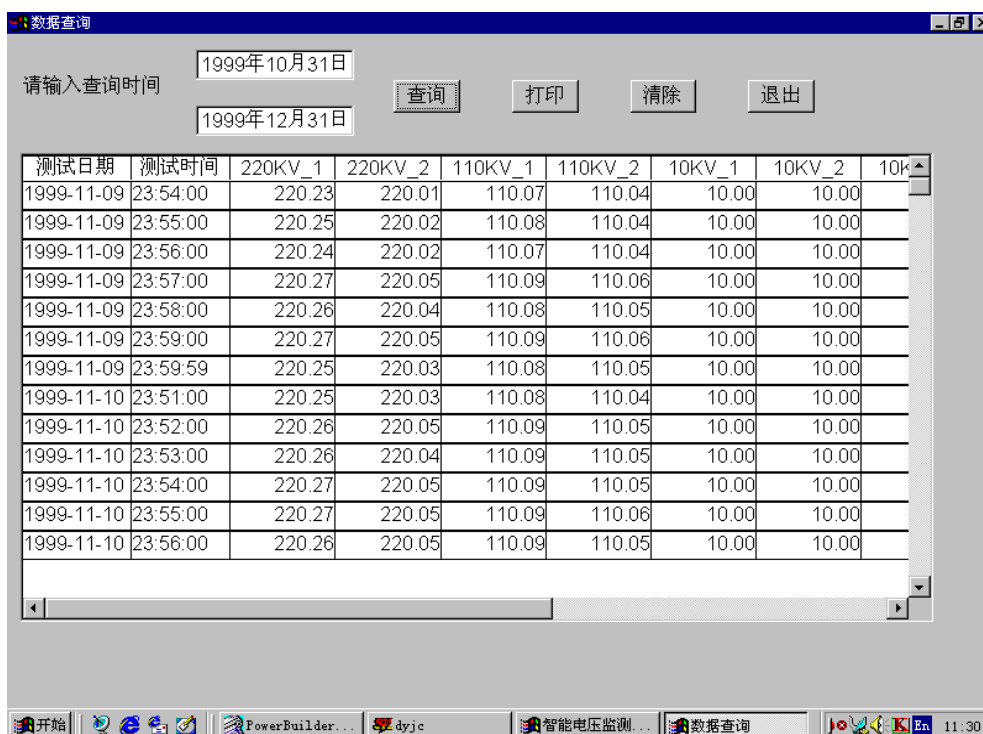 数据查询
1999年10月31日
请输入查询时间
查询 打印 清除 退出
1999年12月31日
测试日期 测试时间 220KV_1 220KV_2 110KV_1 110KV_2 10KV_1 10KV_2
1999-11-09 23:54:00 220.23 220.01 110.07 110.04 10.00 10.00
1999-11-09 23:55:00 220.25 220.02 110.08 110.04 10.00 10.00
1999-11-09 23:56:00 220.24 220.02 110.07 110.04 10.00 10.00
1999-11-09 23:57:00 220.27 220.05 110.09 110.06 10.00 10.00
1999-11-09 23:58:00 220.26 220.04 110.08 110.05 10.00 10.00
1999-11-09 23:59:00 220.27 220.05 110.09 110.06 10.00 10.00
1999-11-09 23:59:59 220.25 220.03 110.08 110.05 10.00 10.00
1999-11-10 23:51:00 220.25 220.03 110.08 110.04 10.00 10.00
1999-11-10 23:52:00 220.26 220.05 110.09 110.05 10.00 10.00
1999-11-10 23:53:00 220.26 220.04 110.09 110.05 10.00 10.00
1999-11-10 23:54:00 220.27 220.05 110.09 110.05 10.00 10.00
1999-11-10 23:55:00 220.27 220.05 110.09 110.06 10.00 10.00
1999-11-10 23:56:00 220.26 220.05 110.09 110.05 10.00 10.00
开始 PowerBuilder... dyjc 智能电压监测... 数据查询 K En 11:30